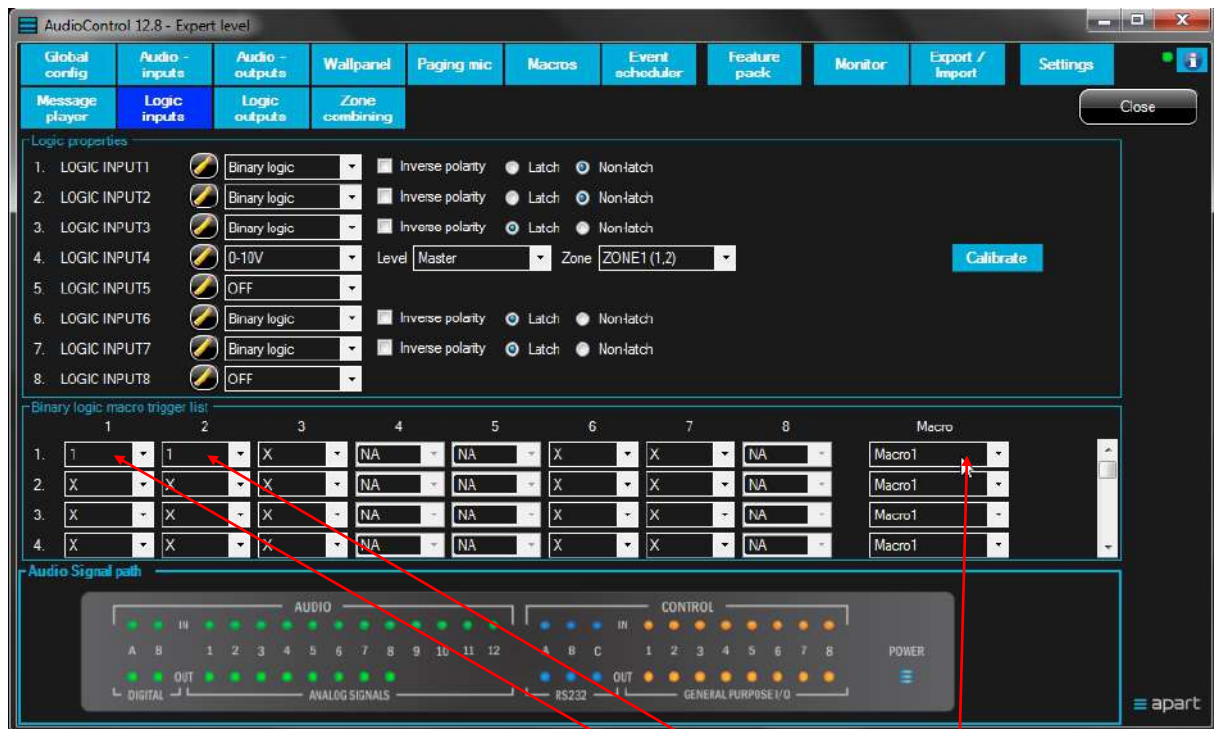 AudioControl 12.8 - Expert level
Global config Audio - inputs Audio - outputs Wallpanel Paging mic Macros Event scheduler Feature pack Monitor Export / Import Settings
Message player Logic inputs Logic outputs Zone combining Close
Logic properties
1. LOGIC INPUT1 Binary logic Inverse polarity Latch Non-latch
2. LOGIC INPUT2 Binary logic Inverse polarity Latch Non-latch
3. LOGIC INPUT3 Binary logic Inverse polarity Latch Non-latch
4. LOGIC INPUT4 0-10V Level Master Zone ZONE1 (1,2) Calibrate
5. LOGIC INPUT5 OFF
6. LOGIC INPUT6 Binary logic Inverse polarity Latch Non-latch
7. LOGIC INPUT7 Binary logic Inverse polarity Latch Non-latch
8. LOGIC INPUT8 OFF
Binary logic macro trigger list
1 2 3 4 5 6 7 8 Macro
1. 1 1 X NA NA X X NA Macro1
2. X X X NA NA X X NA Macro1
3. X X X NA NA X X NA Macro1
4. X X X NA NA X X NA Macro1
Audio Signal path
AUDIO CONTROL
IN IN
A B 1 2 3 4 5 6 7 8 9 10 11 12 A B C 1 2 3 4 5 6 7 8 POWER
OUT OUT
DIGITAL ANALOG SIGNALS RS232 GENERAL PURPOSE I/O
apart